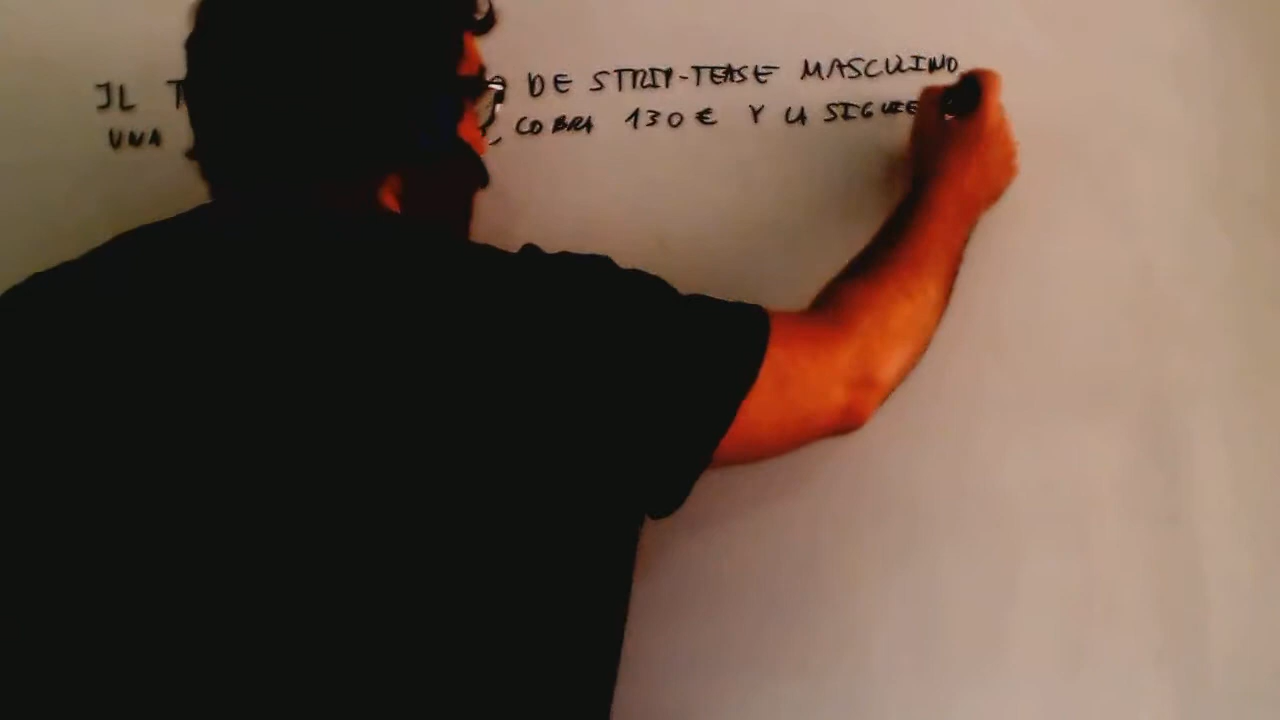 JL T DE STRIP-TEASE MASCULINO
UNA COBRA 130 € Y LA SIGUIE